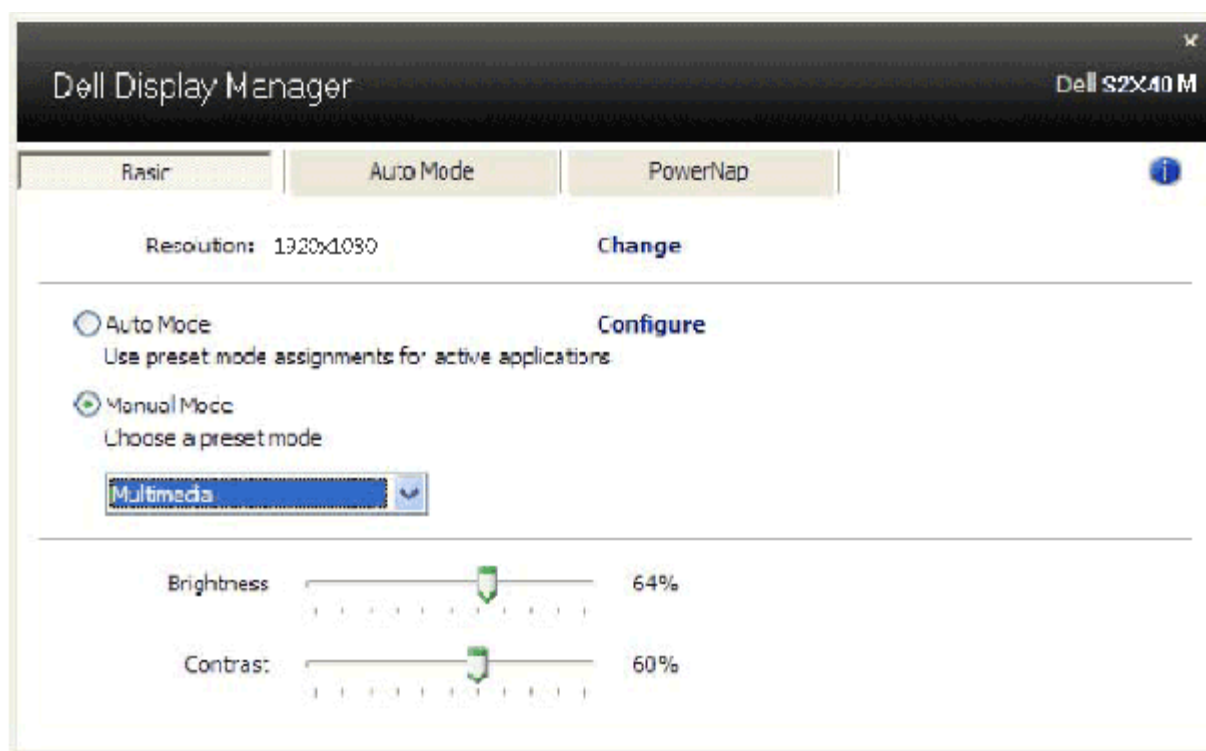 Dell Display Manager
Dell S2X40 M
Basic
Auto Mode
PowerNap
Resolution: 1920x1080
Change
Auto Mode
Configure
Use preset mode assignments for active applications
Manual Mode
Choose a preset mode
Multimedia
Brightness
64%
Contrast
60%